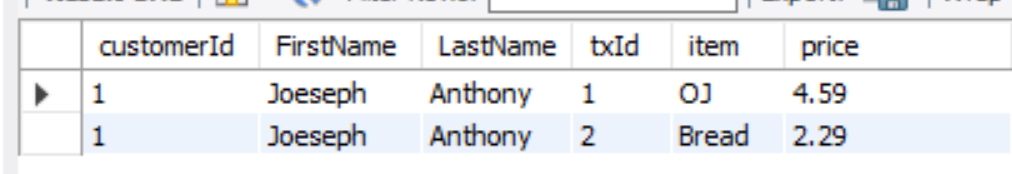 customerId FirstName LastName txId item price
1 Joeseph Anthony 1 OJ 4.59
1 Joeseph Anthony 2 Bread 2.29